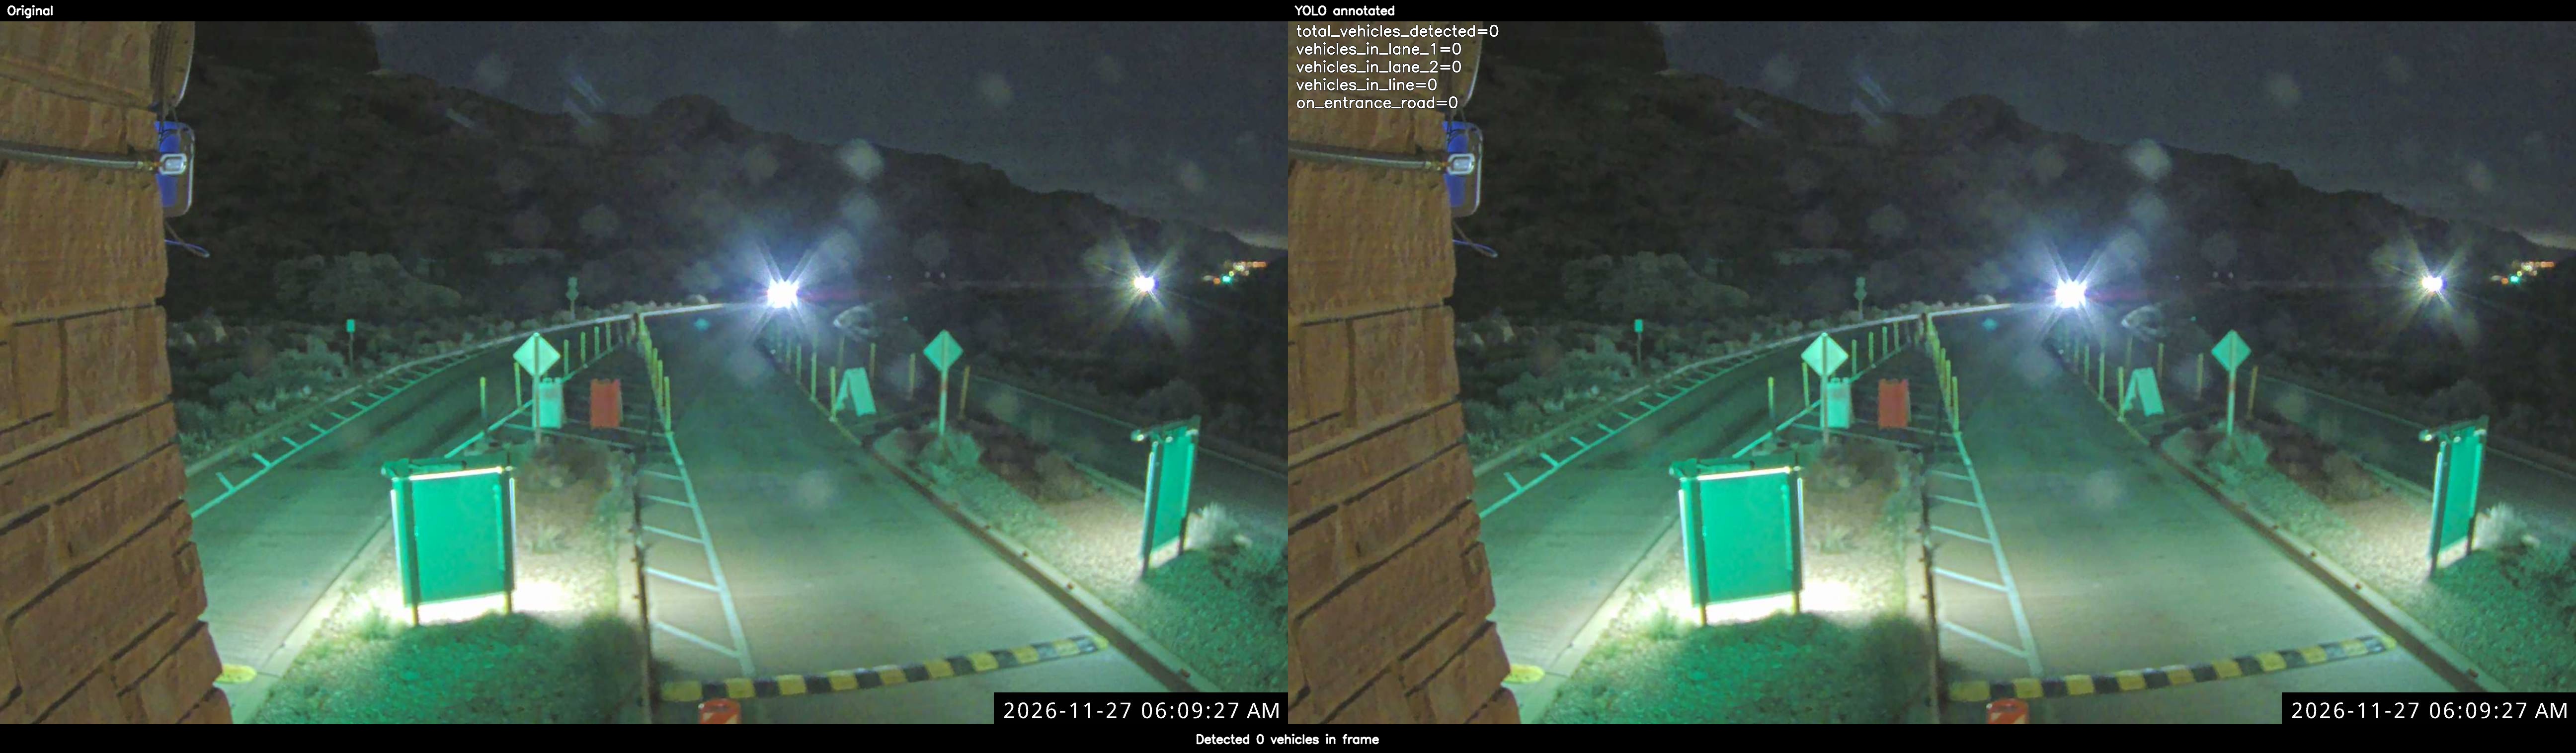 Original
YOLO annotated
total_vehicles_detected=0
vehicles_in_lane_1=0
vehicles_in_lane_2=0
vehicles_in_line=0
on_entrance_road=0
2026-11-27 06:09:27 AM
2026-11-27 06:09:27 AM
Detected 0 vehicles in frame